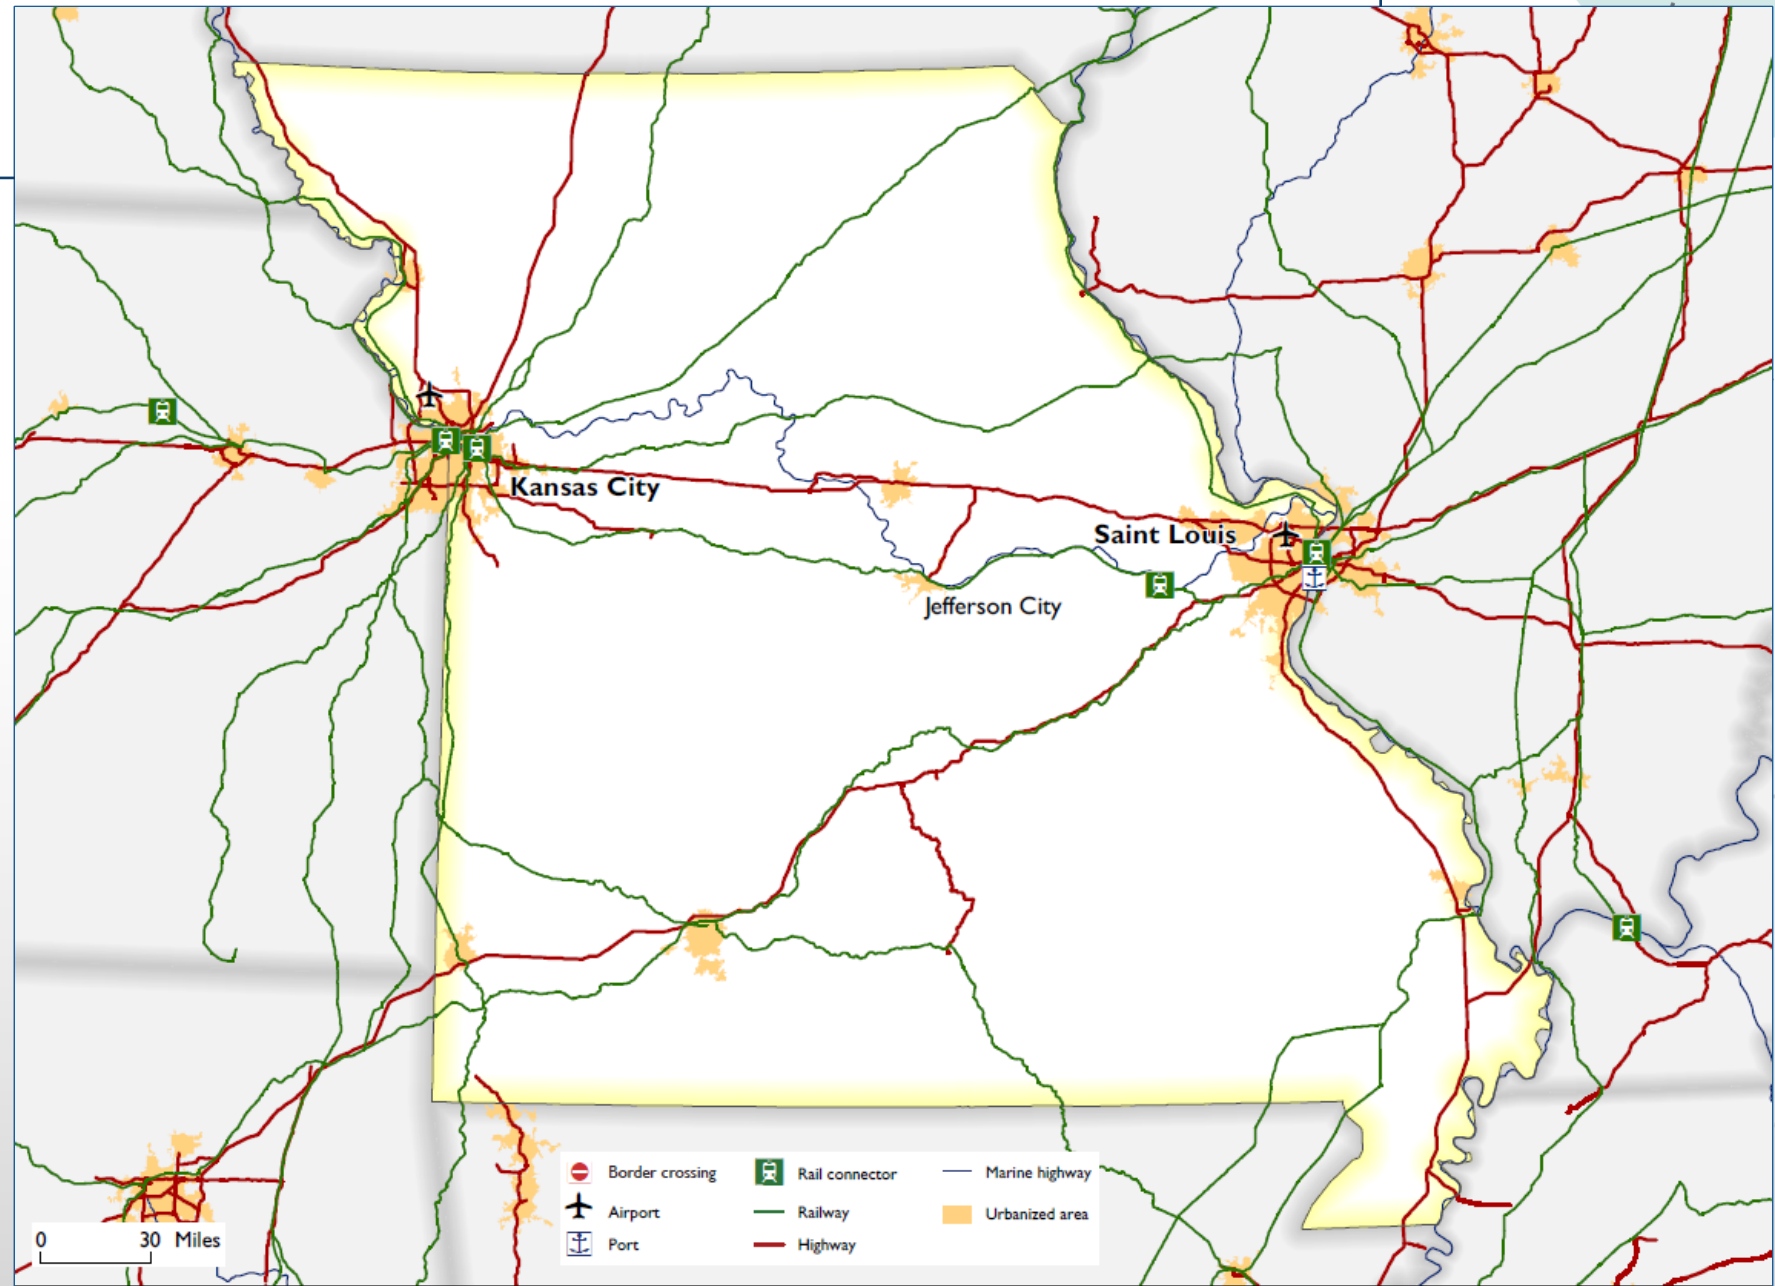 Kansas City
Saint Louis
Jefferson City
Border crossing
Rail connector
Marine highway
Airport
Railway
Urbanized area
Port
Highway
0 30 Miles